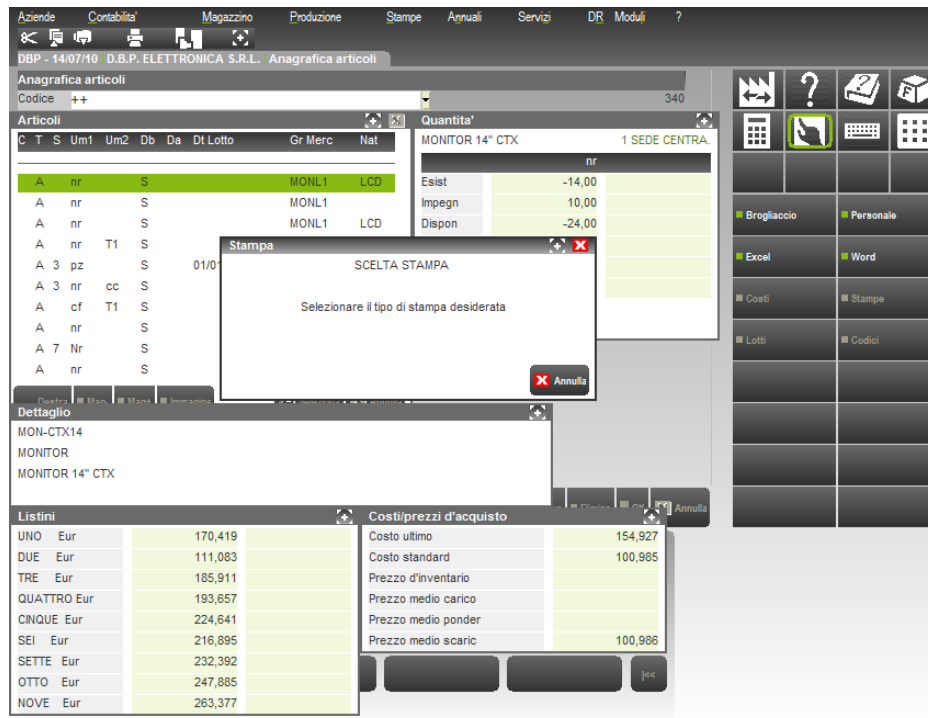 Aziende Contabilita' Magazzino Produzione Stampe Annuali Servizi DR Moduli ?
DBP - 14/07/10 D.B.P. ELETTRONICA S.R.L. Anagrafica articoli
Anagrafica articoli
Codice ++ 340
Articoli
C T S Um1 Um2 Db Da Dt Lotto Gr Merc Nat
A nr S MONL1 LCD
A nr S MONL1
A nr S MONL1 LCD
A nr T1 S
A 3 pz S 01/01
A 3 nr cc S
A cf T1 S
A nr S
A 7 Nr S
A nr S
Destra Mag- Mag+ Immagine
Quantita'
MONITOR 14" CTX 1 SEDE CENTRA.
nr
Esist -14,00
Impegn 10,00
Dispon -24,00
Stampa
SCELTA STAMPA
Selezionare il tipo di stampa desiderata
Annulla
Dettaglio
MON-CTX14
MONITOR
MONITOR 14" CTX
Elimina OK Annulla
Listini
UNO Eur 170,419
DUE Eur 111,083
TRE Eur 185,911
QUATTRO Eur 193,657
CINQUE Eur 224,641
SEI Eur 216,895
SETTE Eur 232,392
OTTO Eur 247,885
NOVE Eur 263,377
Costi/prezzi d'acquisto
Costo ultimo 154,927
Costo standard 100,985
Prezzo d'inventario
Prezzo medio carico
Prezzo medio ponder
Prezzo medio scaric 100,986
|<<
Brogliaccio Personale
Excel Word
Costi Stampe
Lotti Codici